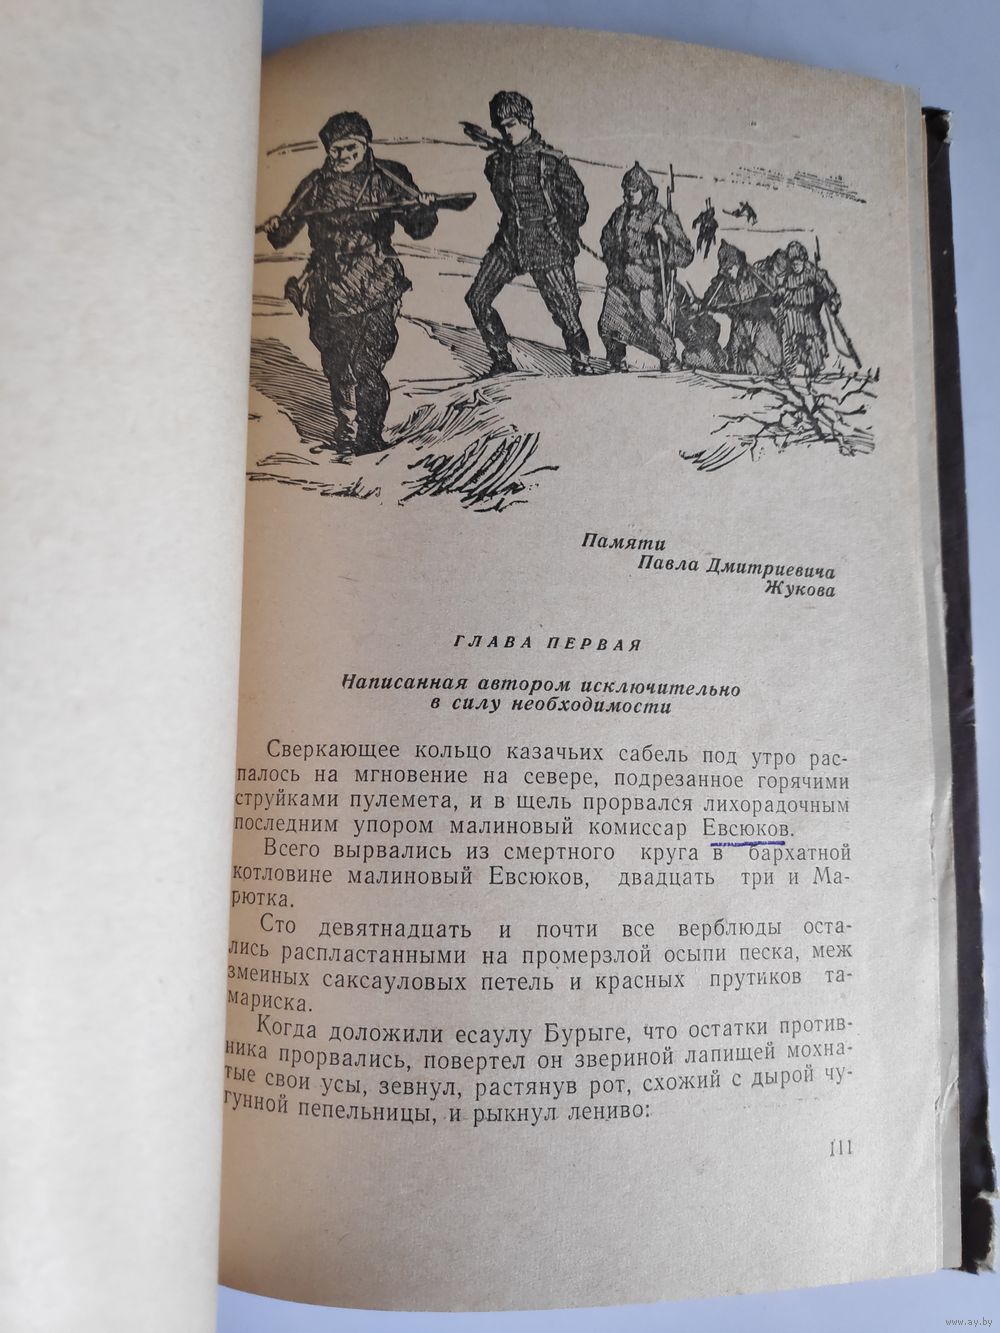 Памяти
Павла Дмитриевича
Жукова
ГЛАВА ПЕРВАЯ
Написанная автором исключительно
в силу необходимости
Сверкающее кольцо казачьих сабель под утро рас-
палось на мгновение на севере, подрезанное горячими
струйками пулемета, и в щель прорвался лихорадочным
последним упором малиновый комиссар Евсюков.
Всего вырвались из смертного круга в бархатной
котловине малиновый Евсюков, двадцать три и Ма-
рютка.
Сто девятнадцать и почти все верблюды оста-
лись распластанными на промерзлой осыпи песка, меж
змеиных саксауловых петель и красных прутиков та-
мариска.
Когда доложили есаулу Бурыге, что остатки против-
ника прорвались, повертел он звериной лапищей мохна-
тые свои усы, зевнул, растянув рот, схожий с дырой чу-
гунной пепельницы, и рыкнул лениво:
111
www.ay.by